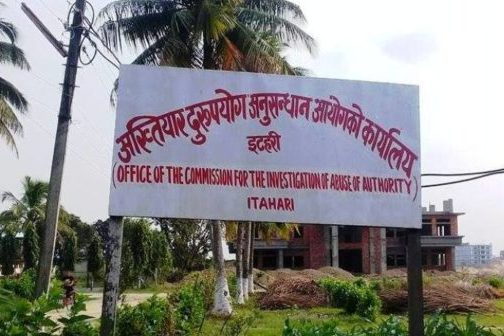 अख्तियार दुरूपयोग अनुसन्धान आयोगको कार्यालय
इटहरी
(OFFICE OF THE COMMISSION FOR THE INVESTIGATION OF ABUSE OF AUTHORITY)
ITAHARI